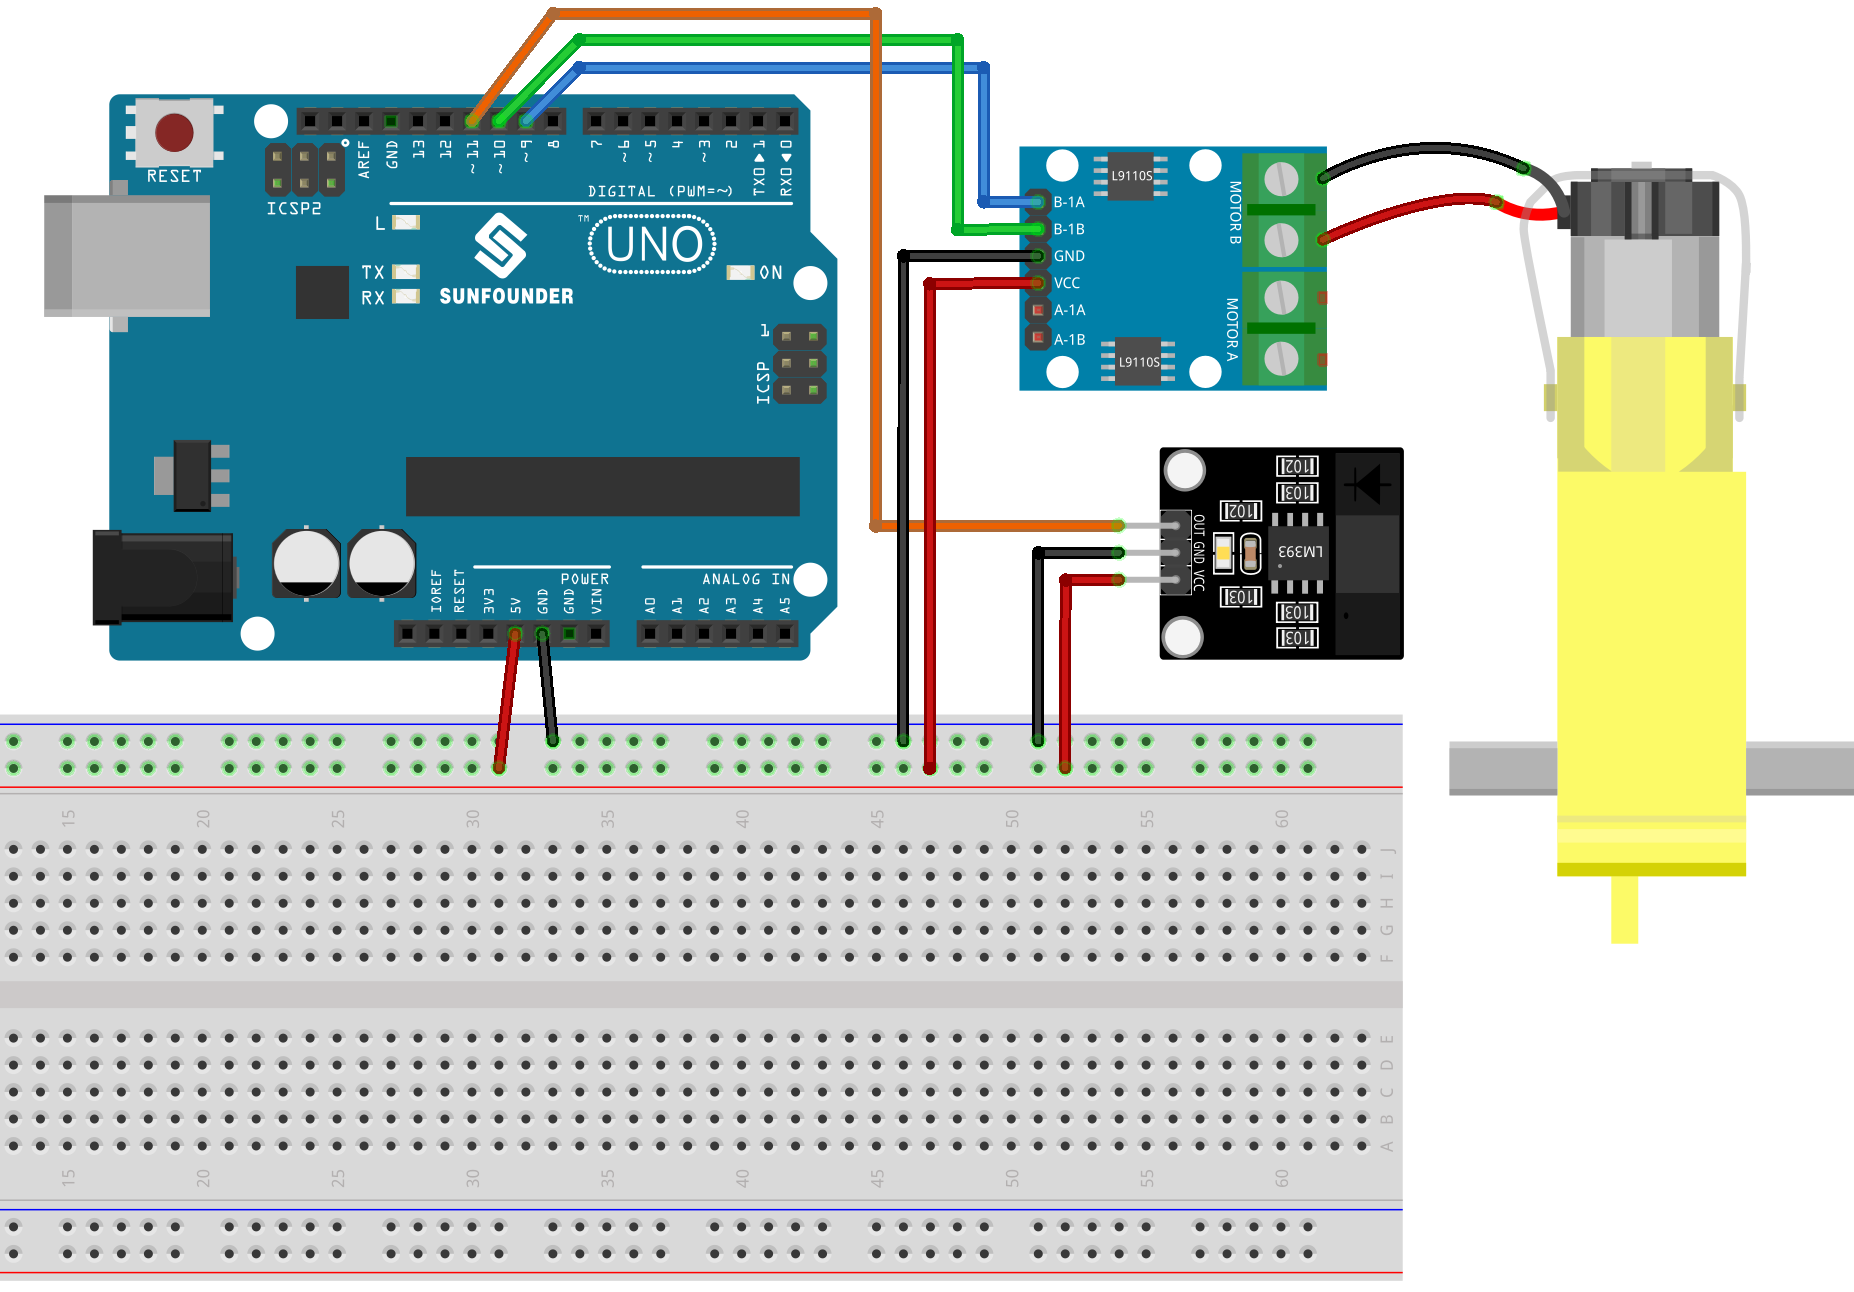 RESET
ICSP2
AREF
GND
13
12
~11
~10
~9
8
7
~6
~5
4
~3
2
TX0▶1
RX0◀0
DIGITAL (PWM=~)
L
TX
RX
™
UNO
ON
SUNFOUNDER
1
ICSP
POWER
ANALOG IN
IOREF
RESET
3V3
5V
GND
GND
VIN
A0
A1
A2
A3
A4
A5
L9110S
B-1A
B-1B
GND
VCC
A-1A
A-1B
L9110S
MOTOR B
MOTOR A
102
103
102
OUT GND VCC
LM393
103
103
103
15 20 25 30 35 40 45 50 55 60
J
I
H
G
F
E
D
C
B
A
15 20 25 30 35 40 45 50 55 60